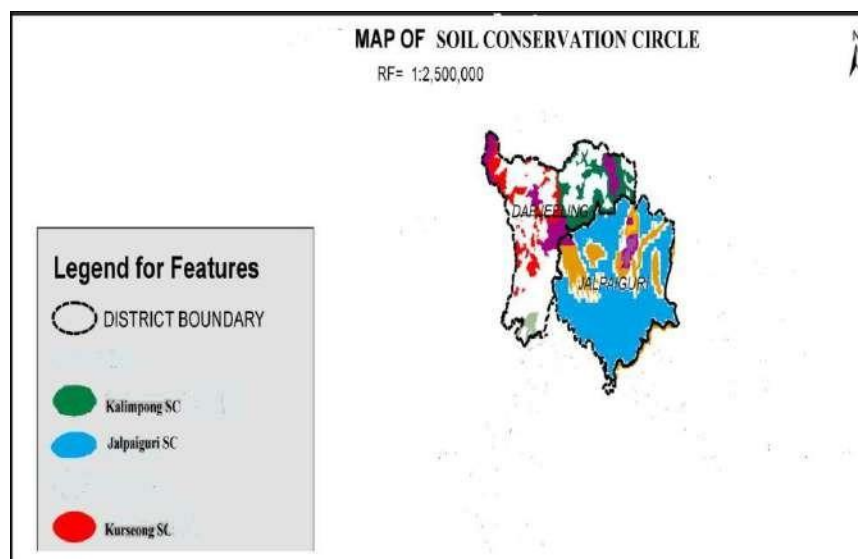 MAP OF SOIL CONSERVATION CIRCLE
RF= 1:2,500,000
N
DARJEELING
JALPAIGURI
Legend for Features
DISTRICT BOUNDARY
Kalimpong SC
Jalpaiguri SC
Kurseong SC